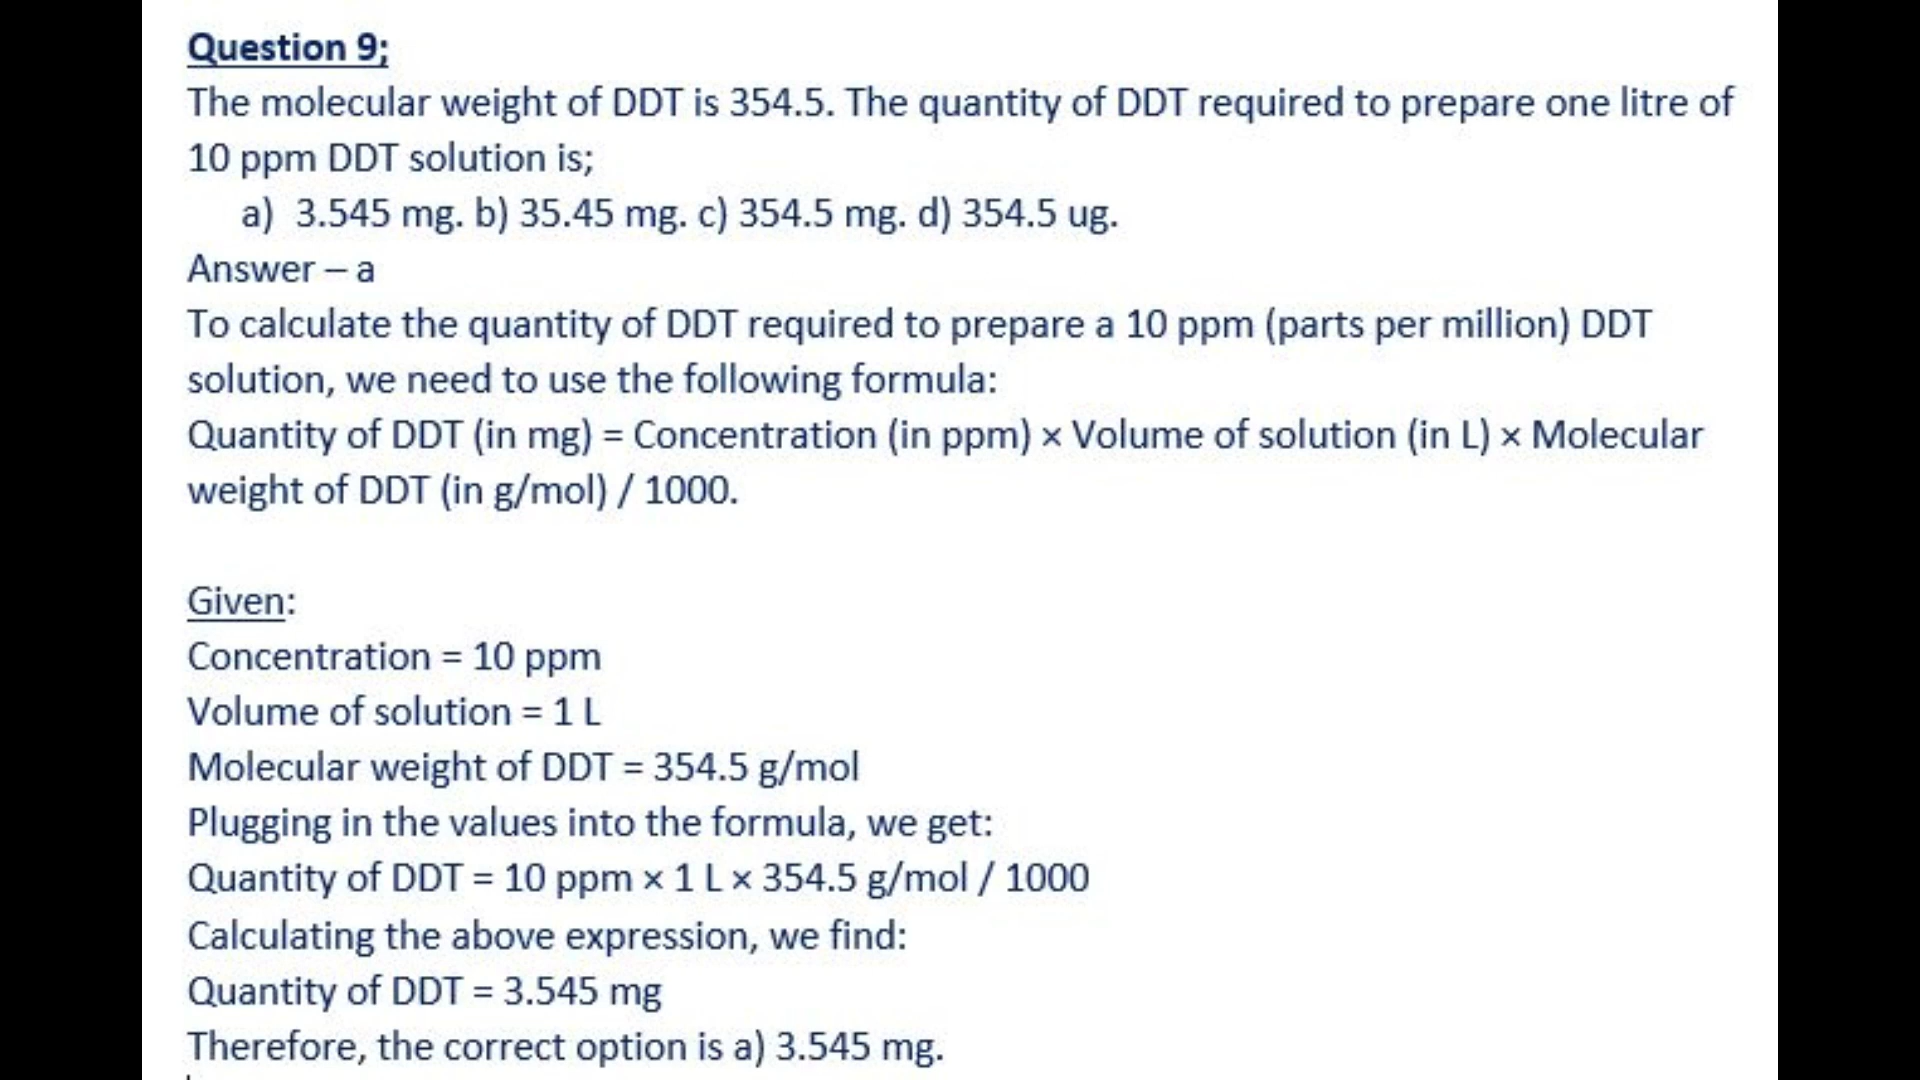 Question 9;
The molecular weight of DDT is 354.5. The quantity of DDT required to prepare one litre of
10 ppm DDT solution is;
a) 3.545 mg. b) 35.45 mg. c) 354.5 mg. d) 354.5 ug.
Answer – a
To calculate the quantity of DDT required to prepare a 10 ppm (parts per million) DDT
solution, we need to use the following formula:
Quantity of DDT (in mg) = Concentration (in ppm) × Volume of solution (in L) × Molecular
weight of DDT (in g/mol) / 1000.
Given:
Concentration = 10 ppm
Volume of solution = 1 L
Molecular weight of DDT = 354.5 g/mol
Plugging in the values into the formula, we get:
Quantity of DDT = 10 ppm × 1 L × 354.5 g/mol / 1000
Calculating the above expression, we find:
Quantity of DDT = 3.545 mg
Therefore, the correct option is a) 3.545 mg.